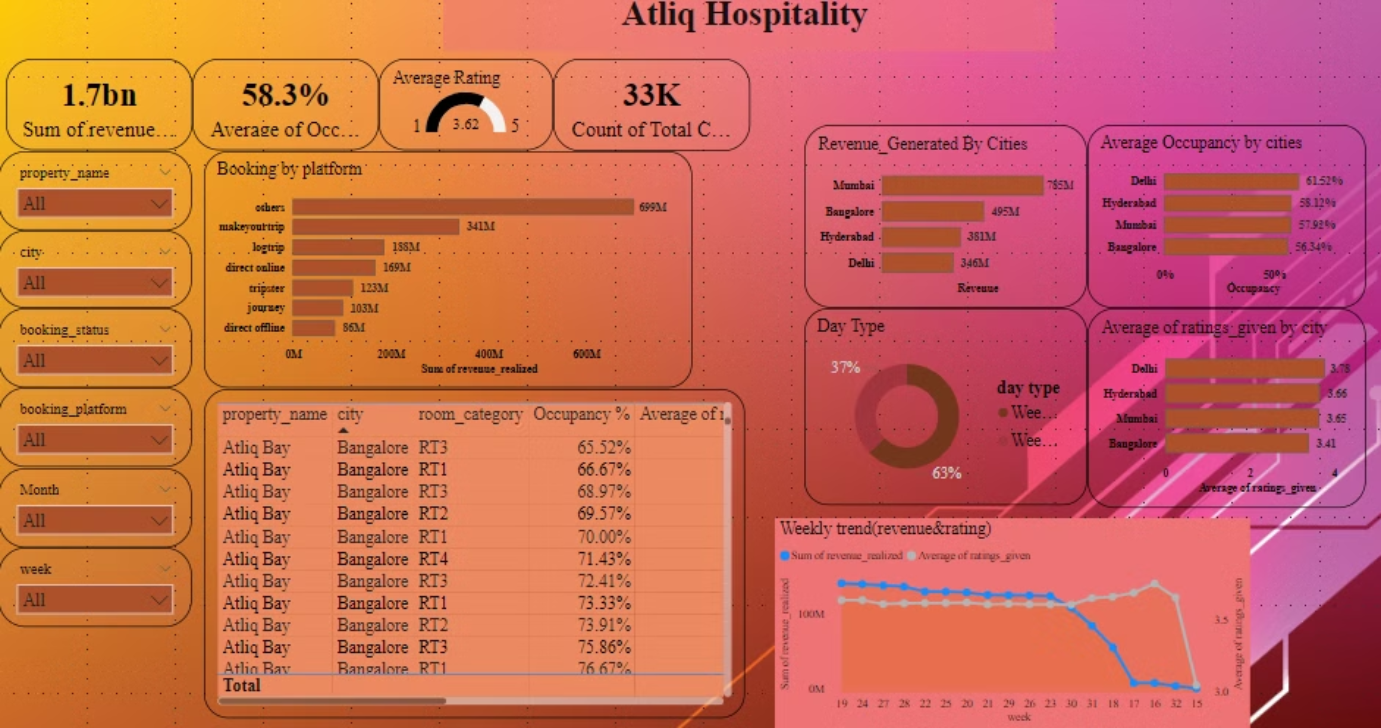 Atliq Hospitality
1.7bn
Sum of revenue…
58.3%
Average of Occ…
Average Rating
1
3.62
5
33K
Count of Total C…
property_name
All
city
All
booking_status
All
booking_platform
All
Month
All
week
All
Booking by platform
others 699M
makeyourtrip 341M
logtrip 188M
direct online 169M
tripster 123M
journey 103M
direct offline 86M
0M 200M 400M 600M
Sum of revenue_realized
property_name city room_category Occupancy % Average of r
Atliq Bay Bangalore RT3 65.52%
Atliq Bay Bangalore RT1 66.67%
Atliq Bay Bangalore RT3 68.97%
Atliq Bay Bangalore RT2 69.57%
Atliq Bay Bangalore RT1 70.00%
Atliq Bay Bangalore RT4 71.43%
Atliq Bay Bangalore RT3 72.41%
Atliq Bay Bangalore RT1 73.33%
Atliq Bay Bangalore RT2 73.91%
Atliq Bay Bangalore RT3 75.86%
Atliq Bay Bangalore RT1 76.67%
Total
Revenue_Generated By Cities
Mumbai 785M
Bangalore 495M
Hyderabad 381M
Delhi 346M
Revenue
Average Occupancy by cities
Delhi 61.52%
Hyderabad 58.12%
Mumbai 57.98%
Bangalore 56.34%
0% 50%
Occupancy
Day Type
37%
63%
day type
Wee…
Wee…
Average of ratings_given by city
Delhi 3.78
Hyderabad 3.66
Mumbai 3.65
Bangalore 3.41
0 2 4
Average of ratings_given
Weekly trend(revenue&rating)
Sum of revenue_realized Average of ratings_given
Sum of revenue_realized
100M
0M
Average of ratings_given
3.5
3.0
19 24 27 28 22 25 20 21 29 26 23 30 31 18 17 16 32 15
week